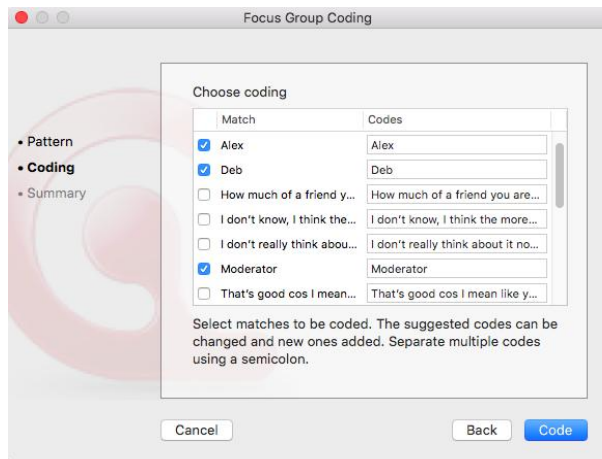 Focus Group Coding
• Pattern
• Coding
• Summary
Choose coding
Match Codes
Alex Alex
Deb Deb
How much of a friend y... How much of a friend you are...
I don't know, I think the... I don't know, I think the more...
I don't really think abou... I don't really think about it no...
Moderator Moderator
That's good cos I mean... That's good cos I mean like y...
Select matches to be coded. The suggested codes can be
changed and new ones added. Separate multiple codes
using a semicolon.
Cancel Back Code